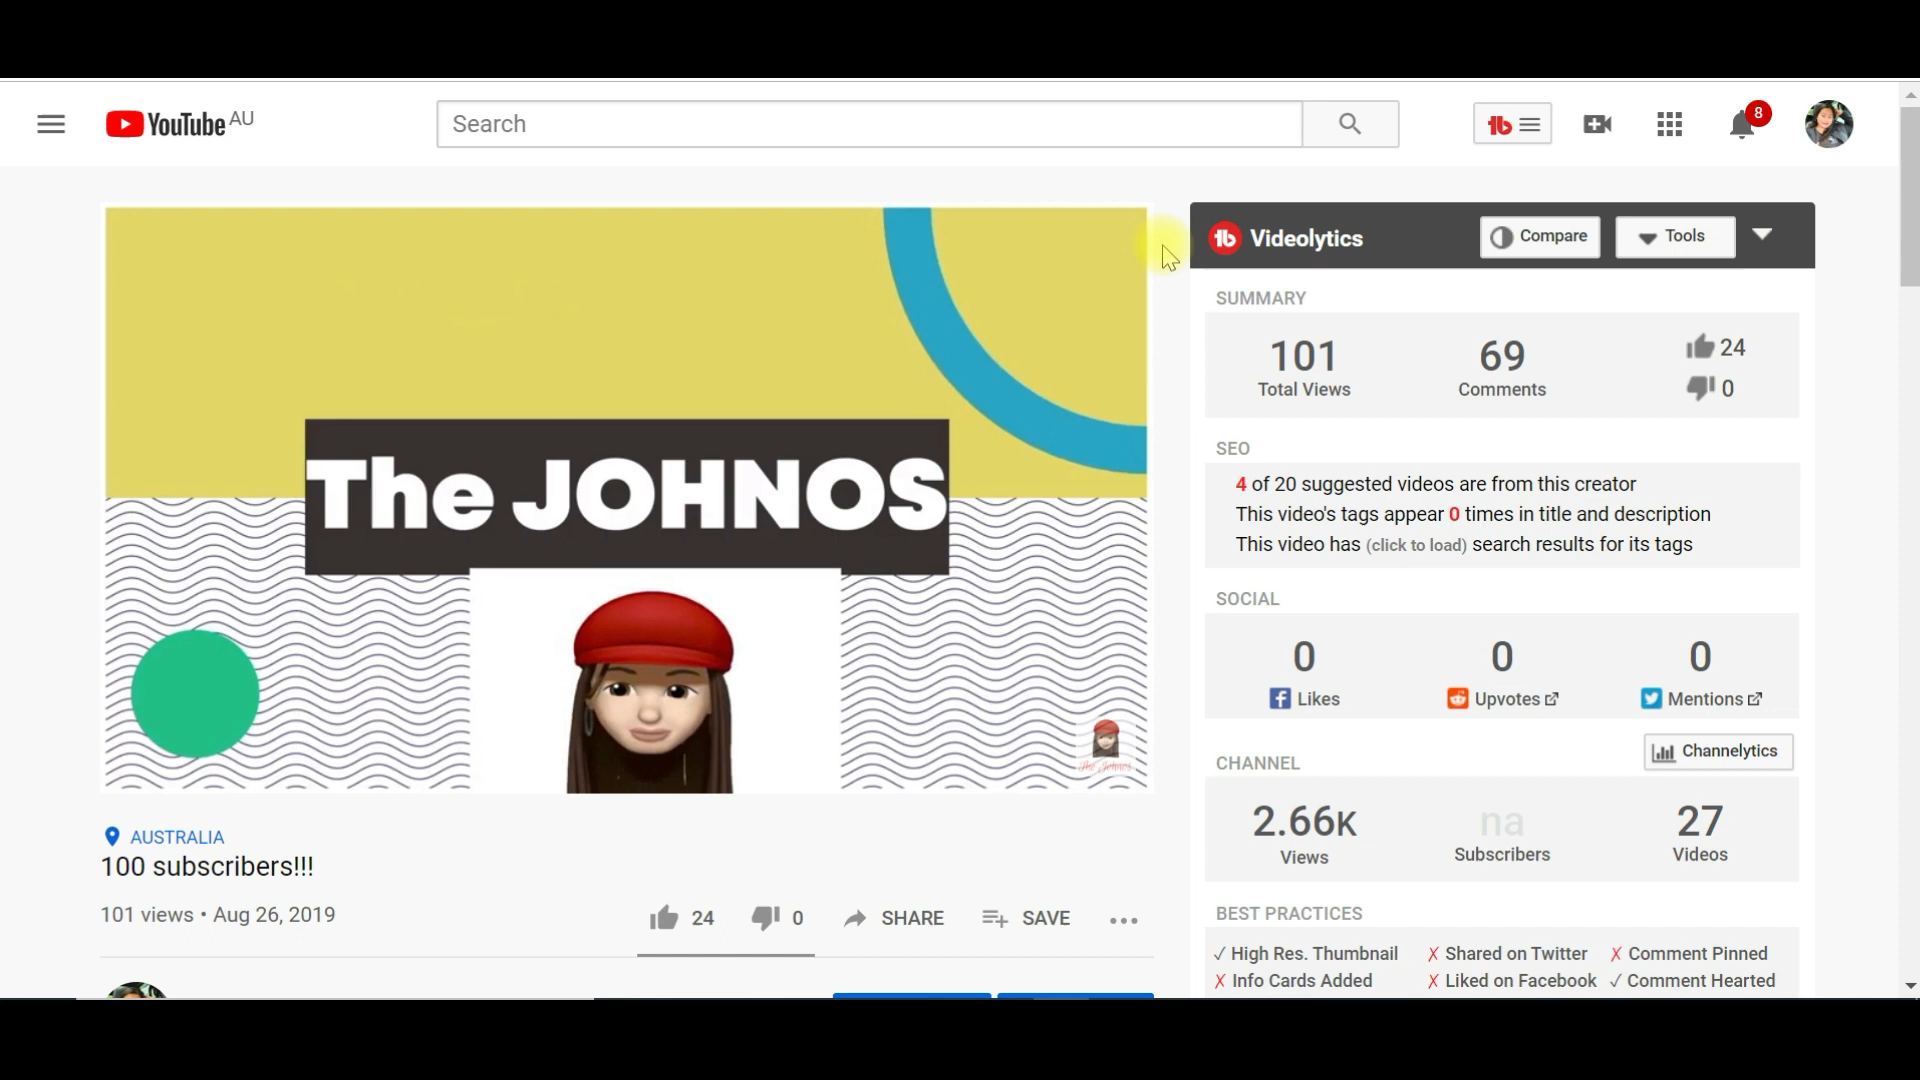 YouTube AU
Search
8
Videolytics
Compare
Tools
SUMMARY
101
Total Views
69
Comments
24
0
SEO
4 of 20 suggested videos are from this creator
This video's tags appear 0 times in title and description
This video has (click to load) search results for its tags
SOCIAL
0
Likes
0
Upvotes
0
Mentions
CHANNEL
Channelytics
2.66K
Views
na
Subscribers
27
Videos
BEST PRACTICES
✓ High Res. Thumbnail
✗ Shared on Twitter
✗ Comment Pinned
✗ Info Cards Added
✗ Liked on Facebook
✓ Comment Hearted
The JOHNOS
The Johnos
AUSTRALIA
100 subscribers!!!
101 views • Aug 26, 2019
24
0
SHARE
SAVE